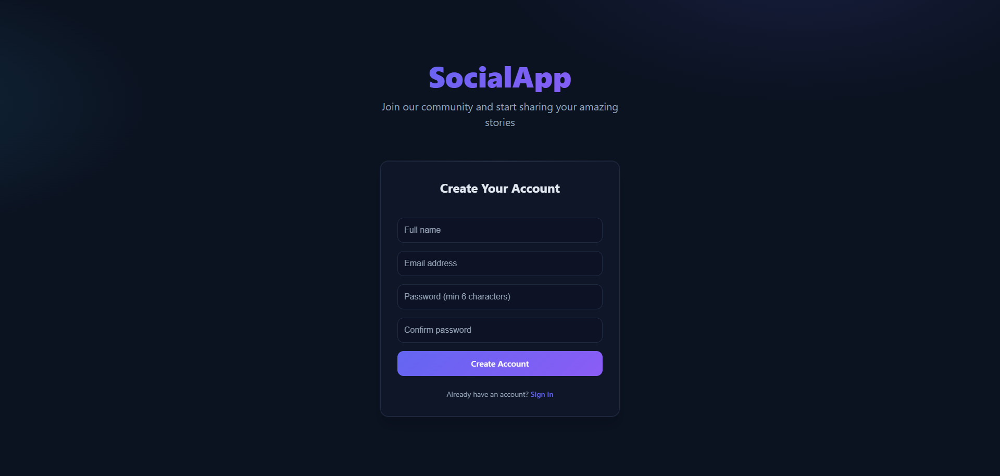 SocialApp
Join our community and start sharing your amazing
stories
Create Your Account
Full name
Email address
Password (min 6 characters)
Confirm password
Create Account
Already have an account? Sign in